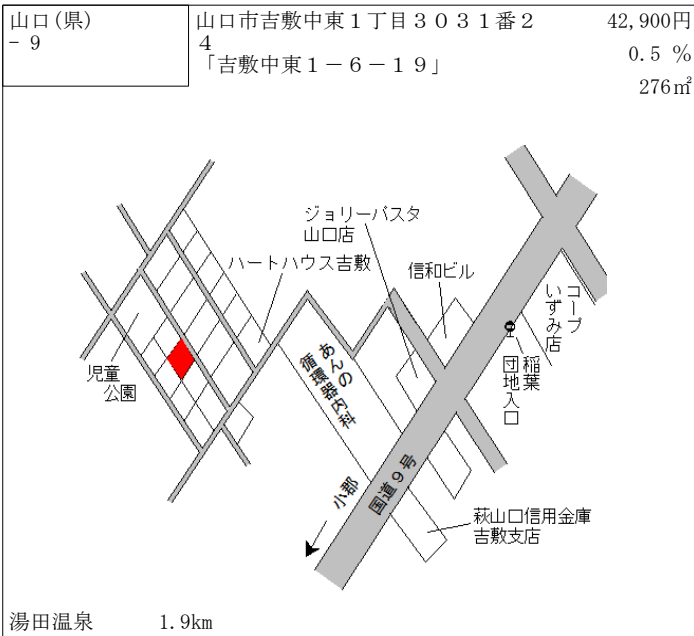 山口(県)
－9
山口市吉敷中東１丁目３０３１番２
４
「吉敷中東１－６－１９」
42,900円
0.5 %
276㎡
ジョリーパスタ
山口店
ハートハウス吉敷
信和ビル
コープ
いずみ店
稲葉
団地入口
あんの
循環器内科
児童
公園
国道９号
小郡
萩山口信用金庫
吉敷支店
湯田温泉 1.9km